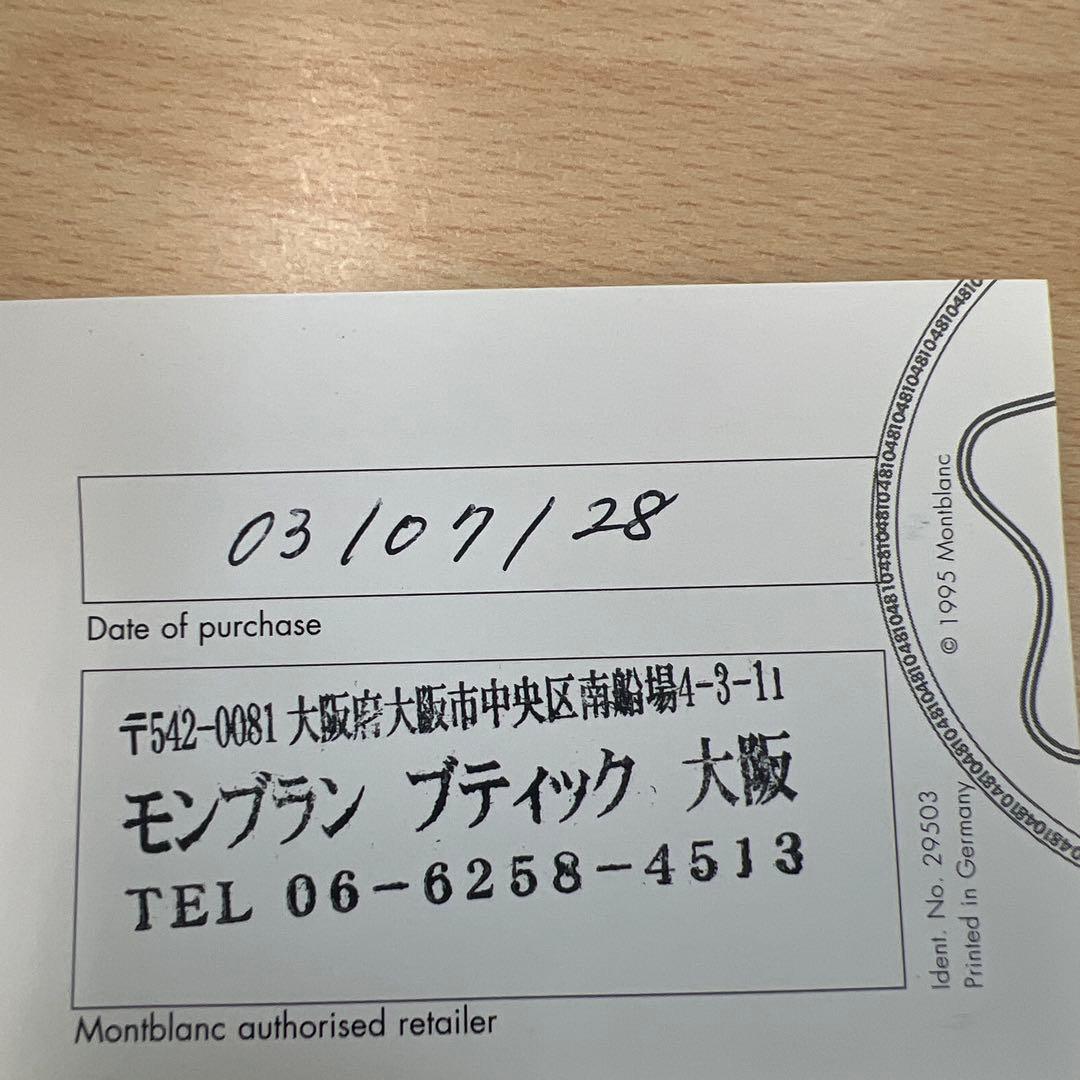 03/07/28
Date of purchase
〒542-0081 大阪府大阪市中央区南船場4-3-11
モンブラン ブティック 大阪
TEL 06-6258-4513
Montblanc authorised retailer
© 1995 Montblanc
Ident. No. 29503
Printed in Germany
4810481048104810481048104810481048104810481048104810481048104810